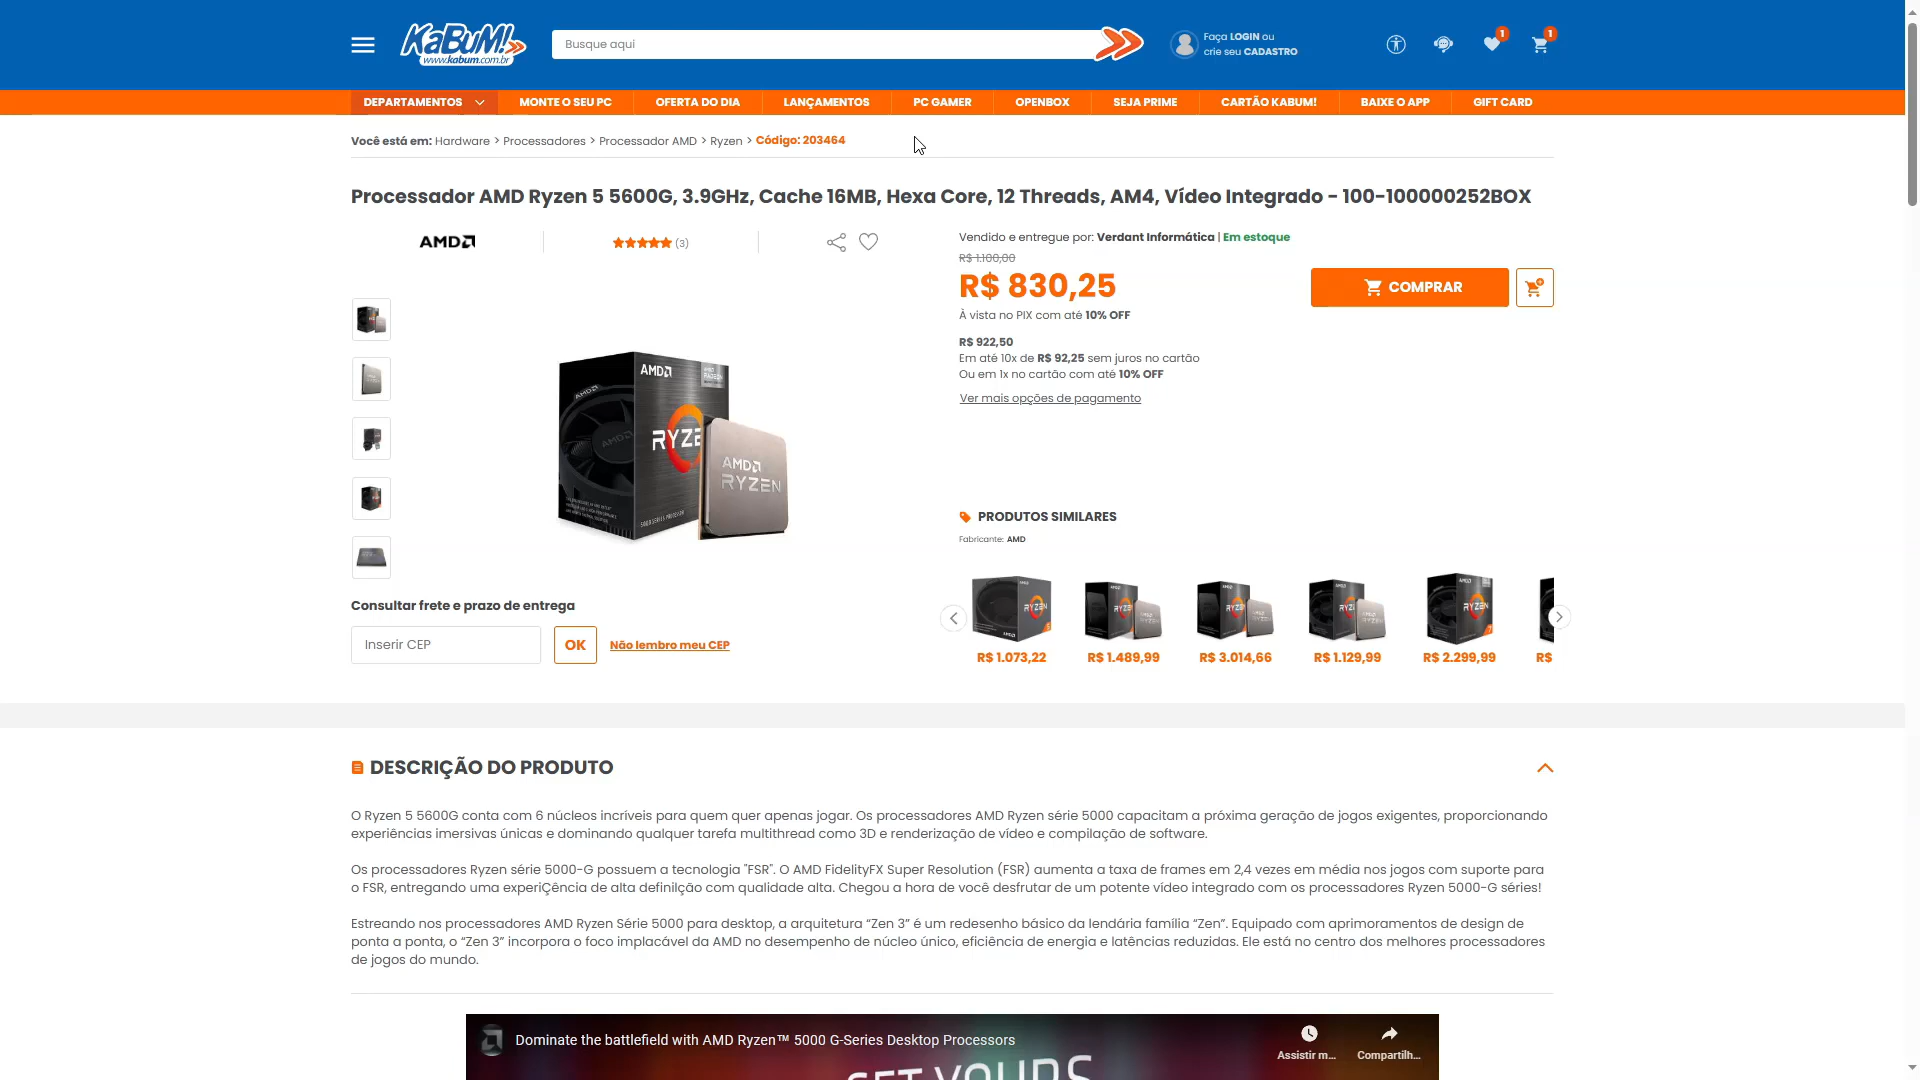 KaBuM!
www.kabum.com.br
Busque aqui
Faça LOGIN ou
crie seu CADASTRO
1
1
DEPARTAMENTOS
MONTE O SEU PC
OFERTA DO DIA
LANÇAMENTOS
PC GAMER
OPENBOX
SEJA PRIME
CARTÃO KABUM!
BAIXE O APP
GIFT CARD
Você está em: Hardware > Processadores > Processador AMD > Ryzen > Código: 203464
Processador AMD Ryzen 5 5600G, 3.9GHz, Cache 16MB, Hexa Core, 12 Threads, AM4, Vídeo Integrado - 100-100000252BOX
AMD
(3)
Vendido e entregue por: Verdant Informática | Em estoque
R$ 1.100,00
R$ 830,25
À vista no PIX com até 10% OFF
COMPRAR
R$ 922,50
Em até 10x de R$ 92,25 sem juros no cartão
Ou em 1x no cartão com até 10% OFF
Ver mais opções de pagamento
AMD
AMD
RADEON
AMD
AMD
RYZE
AMD
RYZEN
PRODUTOS SIMILARES
Fabricante: AMD
R$ 1.073,22
R$ 1.489,99
R$ 3.014,66
R$ 1.129,99
R$ 2.299,99
R$
Consultar frete e prazo de entrega
Inserir CEP
OK
Não lembro meu CEP
DESCRIÇÃO DO PRODUTO
O Ryzen 5 5600G conta com 6 núcleos incríveis para quem quer apenas jogar. Os processadores AMD Ryzen série 5000 capacitam a próxima geração de jogos exigentes, proporcionando
experiências imersivas únicas e dominando qualquer tarefa multithread como 3D e renderização de vídeo e compilação de software.
Os processadores Ryzen série 5000-G possuem a tecnologia "FSR". O AMD FidelityFX Super Resolution (FSR) aumenta a taxa de frames em 2,4 vezes em média nos jogos com suporte para
o FSR, entregando uma experiÇência de alta definilção com qualidade alta. Chegou a hora de você desfrutar de um potente vídeo integrado com os processadores Ryzen 5000-G séries!
Estreando nos processadores AMD Ryzen Série 5000 para desktop, a arquitetura “Zen 3” é um redesenho básico da lendária família “Zen”. Equipado com aprimoramentos de design de
ponta a ponta, o “Zen 3” incorpora o foco implacável da AMD no desempenho de núcleo único, eficiência de energia e latências reduzidas. Ele está no centro dos melhores processadores
de jogos do mundo.
Dominate the battlefield with AMD Ryzen™ 5000 G-Series Desktop Processors
Assistir m...
Compartilh...
GET YOURS